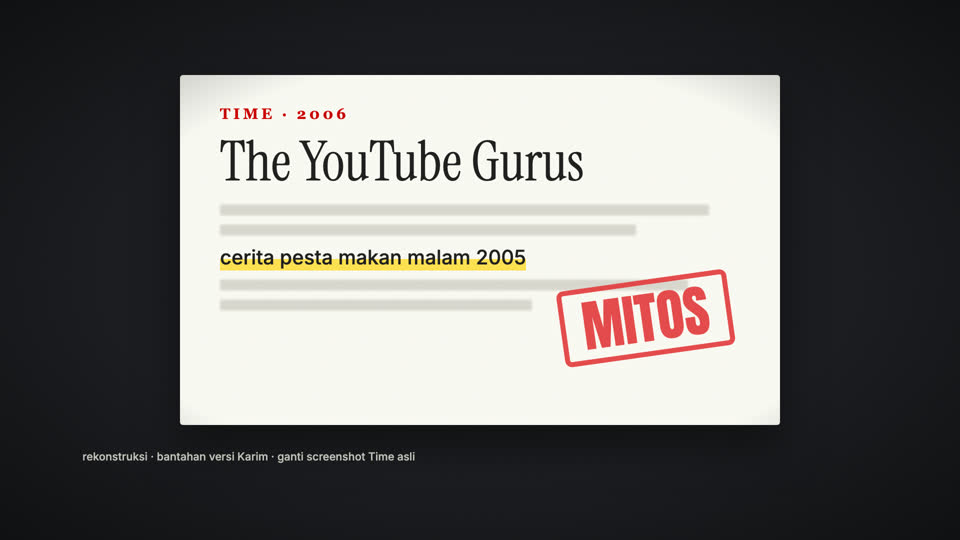 TIME · 2006
The YouTube Gurus
cerita pesta makan malam 2005
MITOS
rekonstruksi · bantahan versi Karim · ganti screenshot Time asli